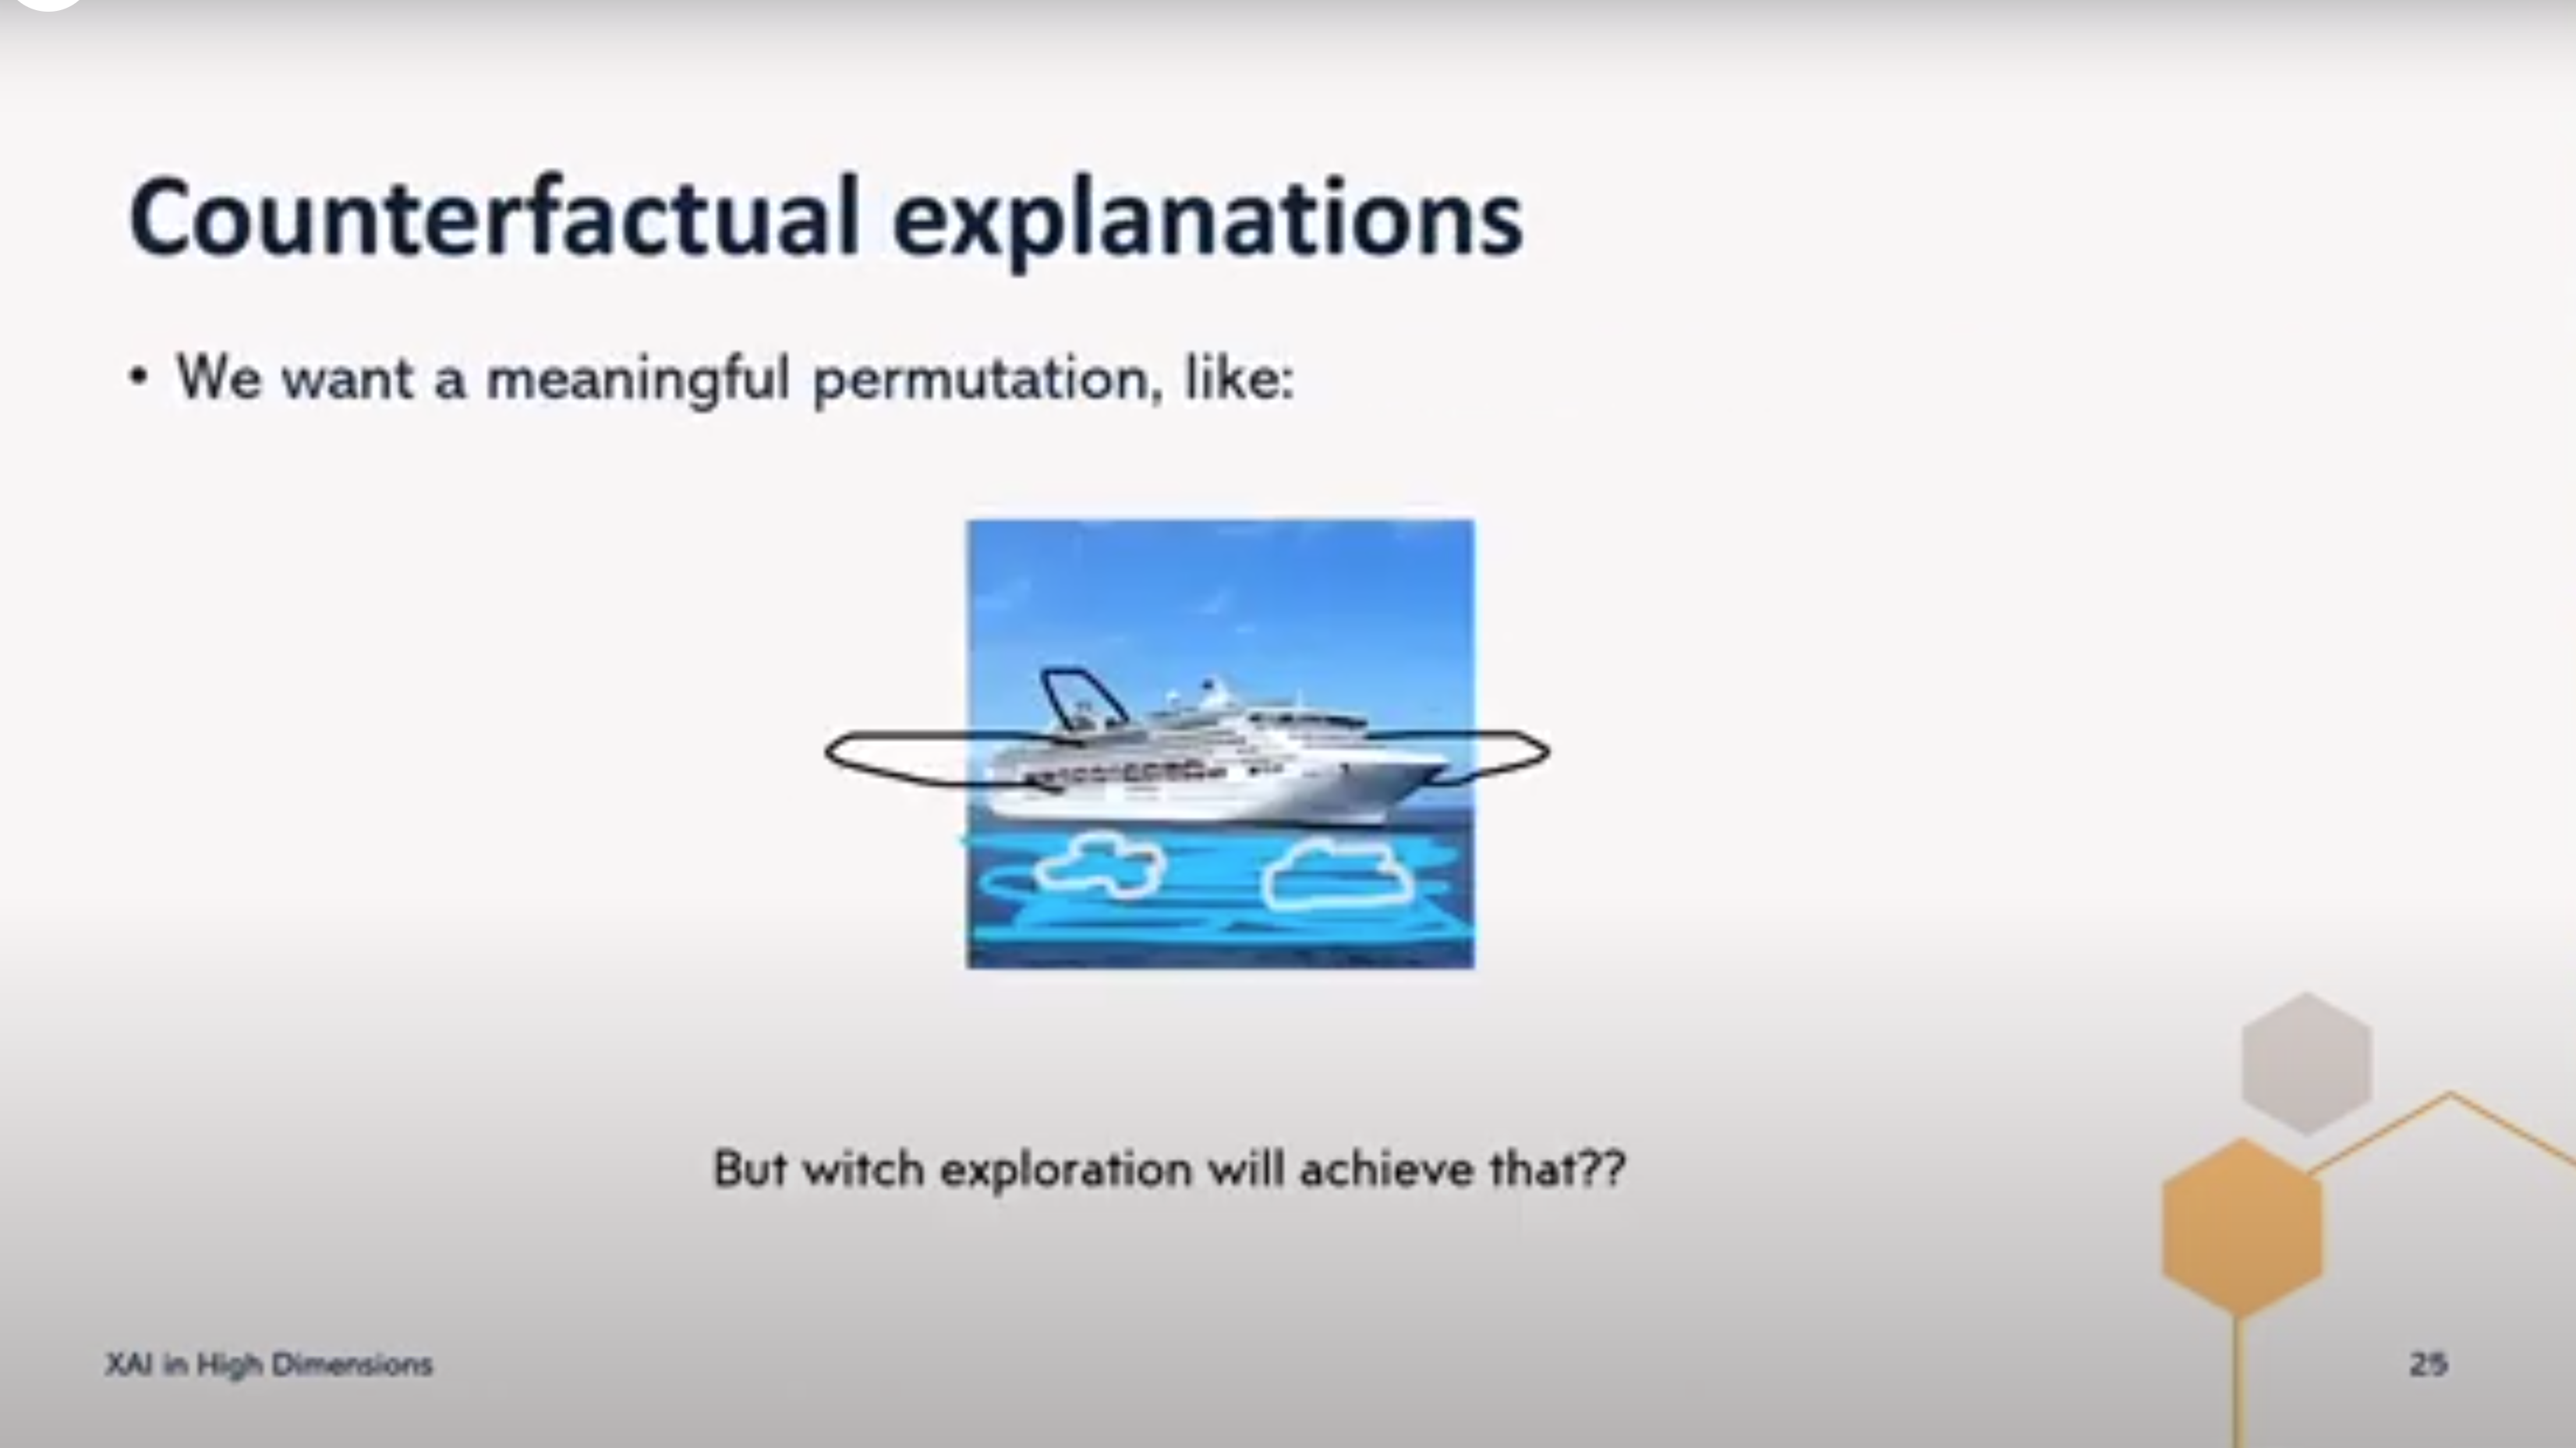 Counterfactual explanations
• We want a meaningful permutation, like:
But witch exploration will achieve that??
XAI in High Dimensions
25